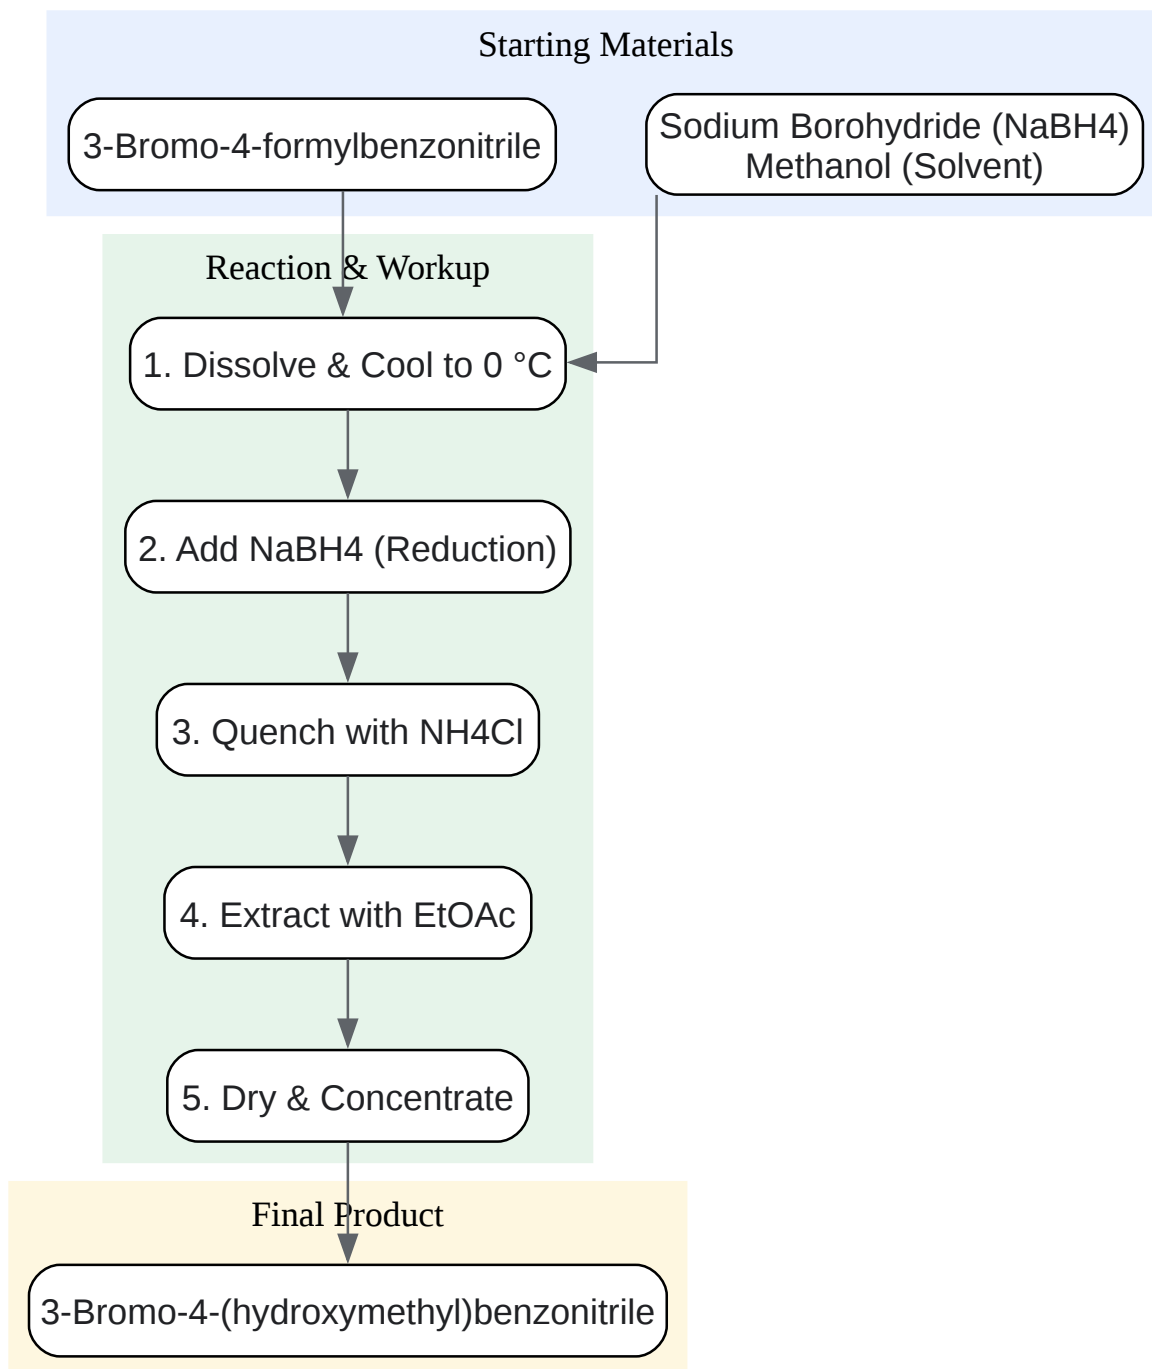 Starting Materials
3-Bromo-4-formylbenzonitrile
Sodium Borohydride (NaBH4)
Methanol (Solvent)
Reaction & Workup
1. Dissolve & Cool to 0 °C
2. Add NaBH4 (Reduction)
3. Quench with NH4Cl
4. Extract with EtOAc
5. Dry & Concentrate
Final Product
3-Bromo-4-(hydroxymethyl)benzonitrile